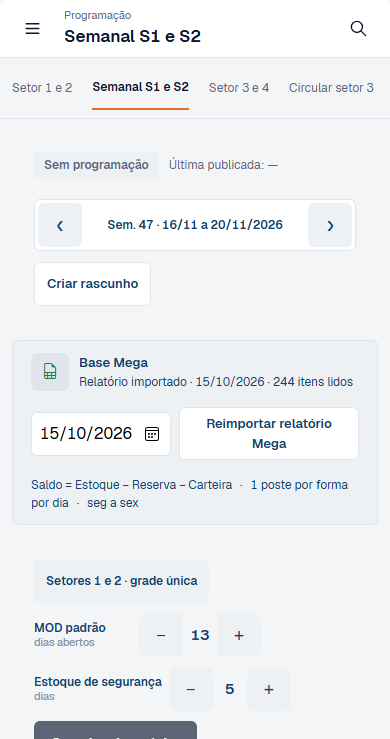 Programação
Semanal S1 e S2
Setor 1 e 2
Semanal S1 e S2
Setor 3 e 4
Circular setor 3
Sem programação
Última publicada: —
❮
Sem. 47 · 16/11 a 20/11/2026
❯
Criar rascunho
Base Mega
Relatório importado · 15/10/2026 · 244 itens lidos
15/10/2026
Reimportar relatório
Mega
Saldo = Estoque – Reserva – Carteira · 1 poste por forma
por dia · seg a sex
Setores 1 e 2 · grade única
MOD padrão
dias abertos
− 13 +
Estoque de segurança
dias
− 5 +